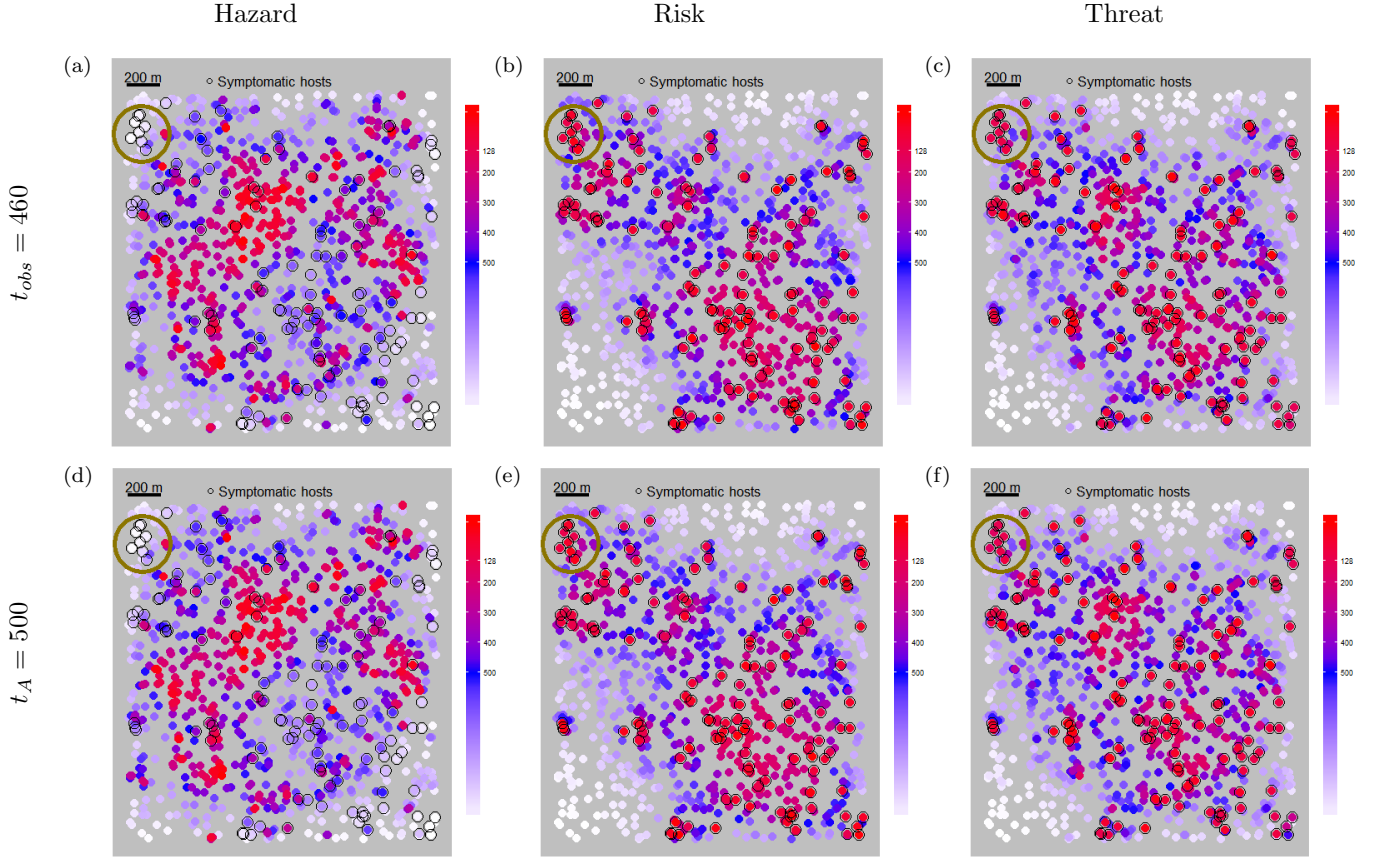 Hazard
Risk
Threat
(a)
200 m
Symptomatic hosts
128
200
300
400
500
(b)
200 m
Symptomatic hosts
128
200
300
400
500
(c)
200 m
Symptomatic hosts
128
200
300
400
500
t_obs = 460
(d)
200 m
Symptomatic hosts
128
200
300
400
500
(e)
200 m
Symptomatic hosts
128
200
300
400
500
(f)
200 m
Symptomatic hosts
128
200
300
400
500
t_A = 500